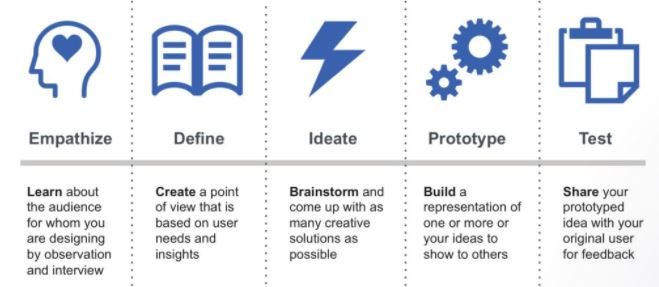 Empathize
Define
Ideate
Prototype
Test
Learn about
the audience
for whom you
are designing
by observation
and interview
Create a point
of view that is
based on user
needs and
insights
Brainstorm and
come up with as
many creative
solutions as
possible
Build a
representation of
one or more or
your ideas to
show to others
Share your
prototyped
idea with your
original user
for feedback